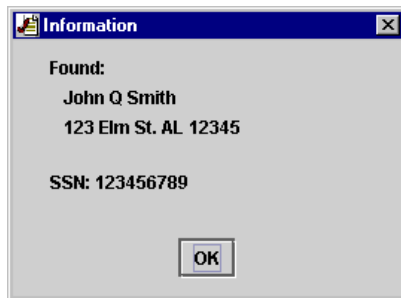 Information
Found:
John Q Smith
123 Elm St. AL 12345
SSN: 123456789
OK